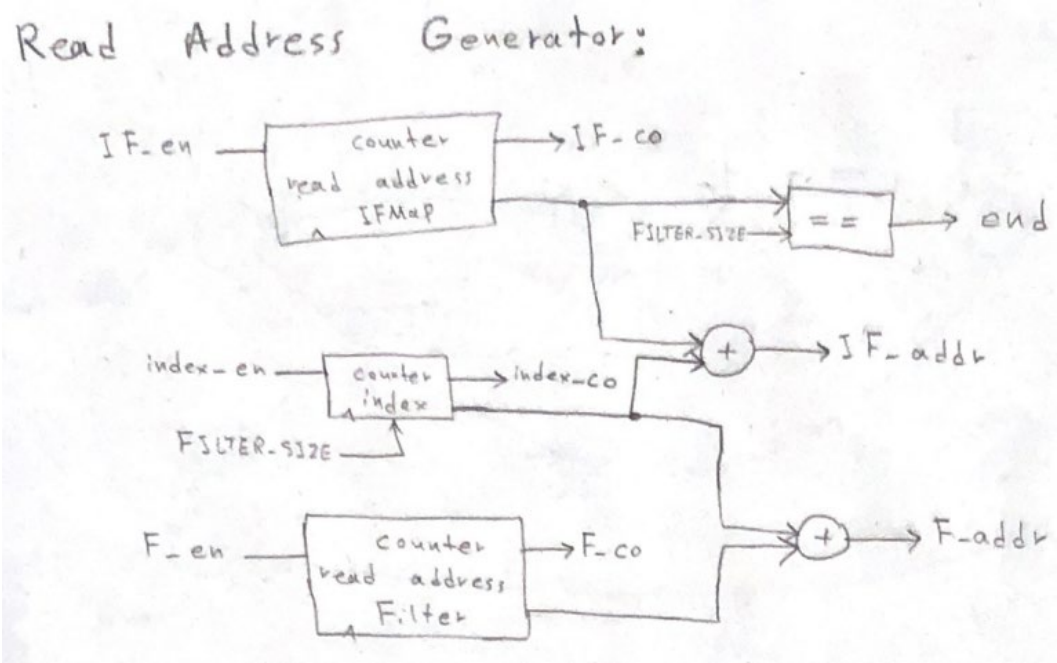 Read Address Generator:
IF_en
counter
read address
IFMap
IF_co
FILTER_SIZE
==
end
+
IF_addr
index_en
counter
index
index_co
FILTER_SIZE
F_en
counter
read address
Filter
F_co
+
F_addr